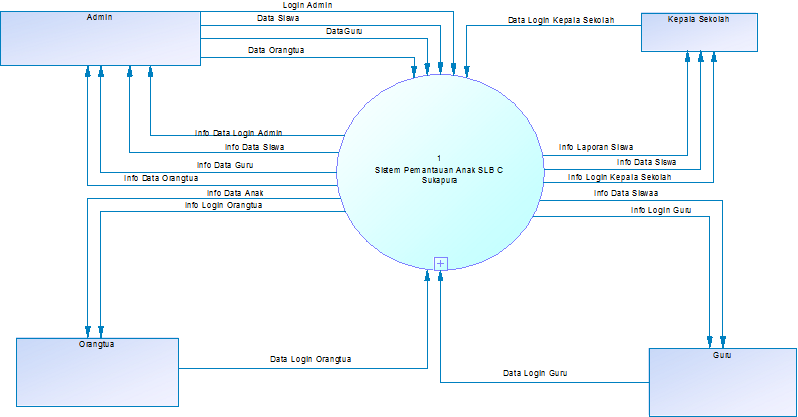 Login Admin
Admin
Data Siswa
DataGuru
Data Orangtua
Data Login Kepala Sekolah
Kepala Sekolah
Info Data Login Admin
Info Data Siswa
Info Data Guru
Info Data Orangtua
Info Data Anak
Info Login Orangtua
1
Sistem Pemantauan Anak SLB C
Sukapura
Info Laporan Siswa
Info Data Siswa
Info Login Kepala Sekolah
Info Data Siswaa
Info Login Guru
Orangtua
Data Login Orangtua
Data Login Guru
Guru